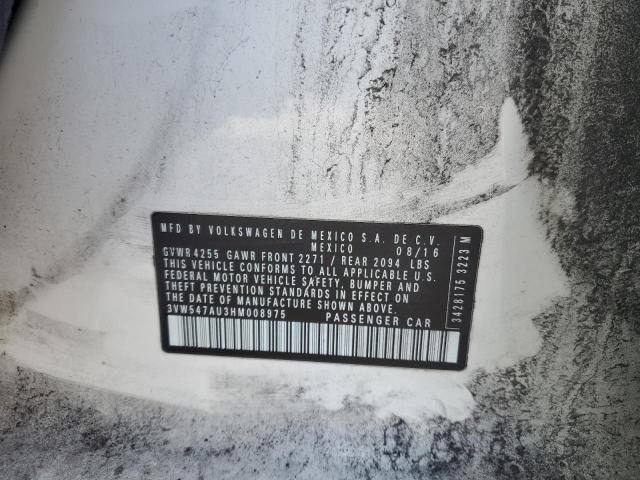 MFD BY VOLKSWAGEN DE MEXICO S.A. DE C.V.
MEXICO 08/16
GVWR 4255 GAWR FRONT 2271 / REAR 2094 LBS
THIS VEHICLE CONFORMS TO ALL APPLICABLE U.S.
FEDERAL MOTOR VEHICLE SAFETY, BUMPER AND
THEFT PREVENTION STANDARDS IN EFFECT ON THE
DATE OF MANUFACTURE SHOWN ABOVE.
3VW547AU3HM008975 PASSENGER CAR
3428175 3223 M